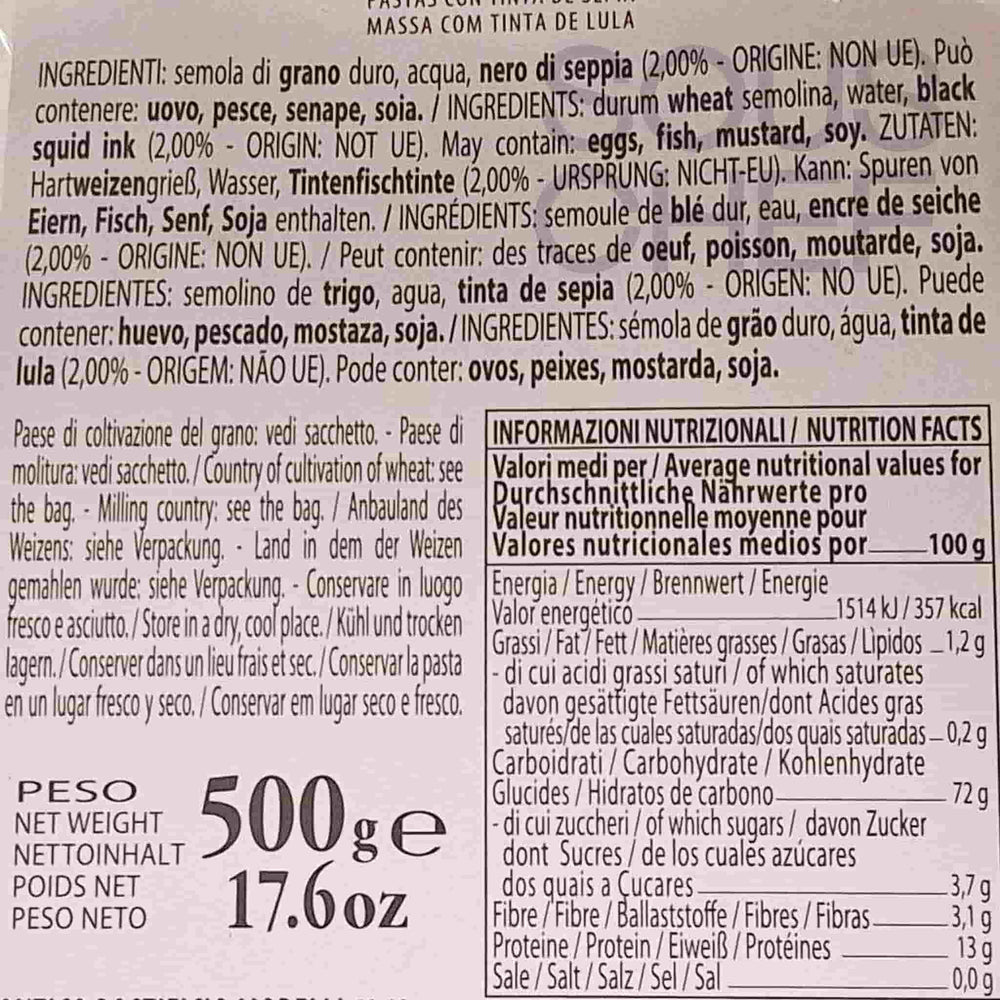 MASSA COM TINTA DE LULA
INGREDIENTI: semola di grano duro, acqua, nero di seppia (2,00% - ORIGINE: NON UE). Può
contenere: uovo, pesce, senape, soia. / INGREDIENTS: durum wheat semolina, water, black
squid ink (2,00% - ORIGIN: NOT UE). May contain: eggs, fish, mustard, soy. ZUTATEN:
Hartweizengrieß, Wasser, Tintenfischtinte (2,00% - URSPRUNG: NICHT-EU). Kann: Spuren von
Eiern, Fisch, Senf, Soja enthalten. / INGRÉDIENTS: semoule de blé dur, eau, encre de seiche
(2,00% - ORIGINE: NON UE). / Peut contenir: des traces de oeuf, poisson, moutarde, soja.
INGREDIENTES: semolino de trigo, agua, tinta de sepia (2,00% - ORIGEN: NO UE). Puede
contener: huevo, pescado, mostaza, soja. / INGREDIENTES: sémola de grão duro, água, tinta de
lula (2,00% - ORIGEM: NÃO UE). Pode conter: ovos, peixes, mostarda, soja.
Paese di coltivazione del grano: vedi sacchetto. - Paese di
molitura: vedi sacchetto. / Country of cultivation of wheat: see
the bag. - Milling country: see the bag. / Anbauland des
Weizens: siehe Verpackung. - Land in dem der Weizen
gemahlen wurde: siehe Verpackung. - Conservare in luogo
fresco e asciutto. / Store in a dry, cool place. / Kühl und trocken
lagern. / Conserver dans un lieu frais et sec. / Conservar la pasta
en un lugar fresco y seco. / Conservar em lugar seco e fresco.
PESO
NET WEIGHT
NETTOINHALT
POIDS NET
PESO NETO
500 g e
17.6 oz
INFORMAZIONI NUTRIZIONALI / NUTRITION FACTS
Valori medi per / Average nutritional values for
Durchschnittliche Nährwerte pro
Valeur nutritionnelle moyenne pour
Valores nutricionales medios por 100 g
Energia / Energy / Brennwert / Energie
Valor energético 1514 kJ / 357 kcal
Grassi / Fat / Fett / Matières grasses / Grasas / Lìpidos 1,2 g
- di cui acidi grassi saturi / of which saturates
davon gesättigte Fettsäuren/dont Acides gras
saturés/de las cuales saturadas/dos quais saturadas 0,2 g
Carboidrati / Carbohydrate / Kohlenhydrate
Glucides / Hidratos de carbono 72 g
- di cui zuccheri / of which sugars / davon Zucker
dont Sucres / de los cuales azúcares
dos quais a Çucares 3,7 g
Fibre / Fibre / Ballaststoffe / Fibres / Fibras 3,1 g
Proteine / Protein / Eiweiß / Protéines 13 g
Sale / Salt / Salz / Sel / Sal 0,0 g